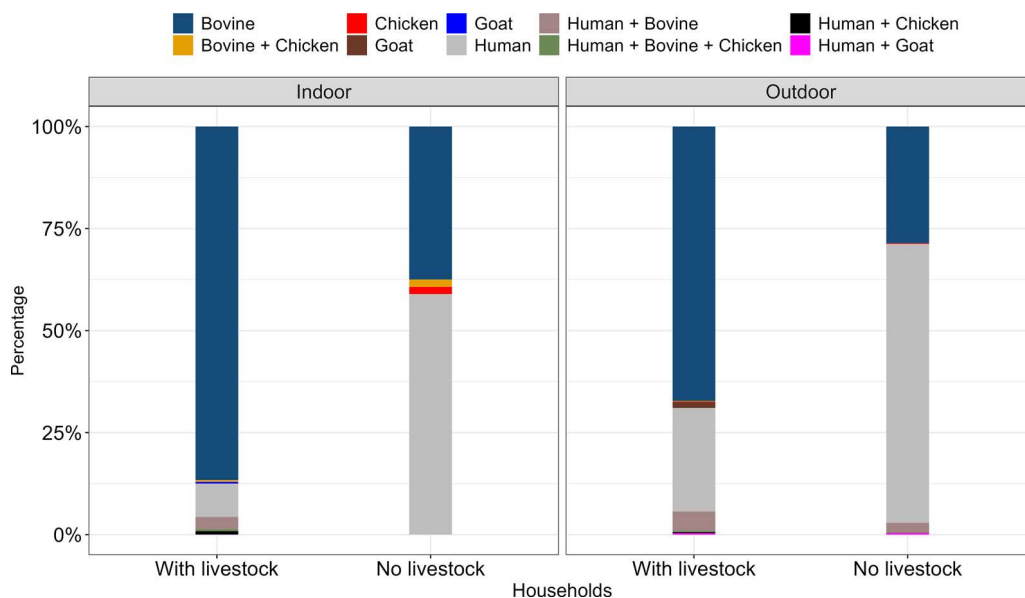 Bovine Chicken Goat Human + Bovine Human + Chicken
Bovine + Chicken Goat Human Human + Bovine + Chicken Human + Goat
Indoor Outdoor
100%
75%
50%
25%
0%
Percentage
With livestock No livestock With livestock No livestock
Households